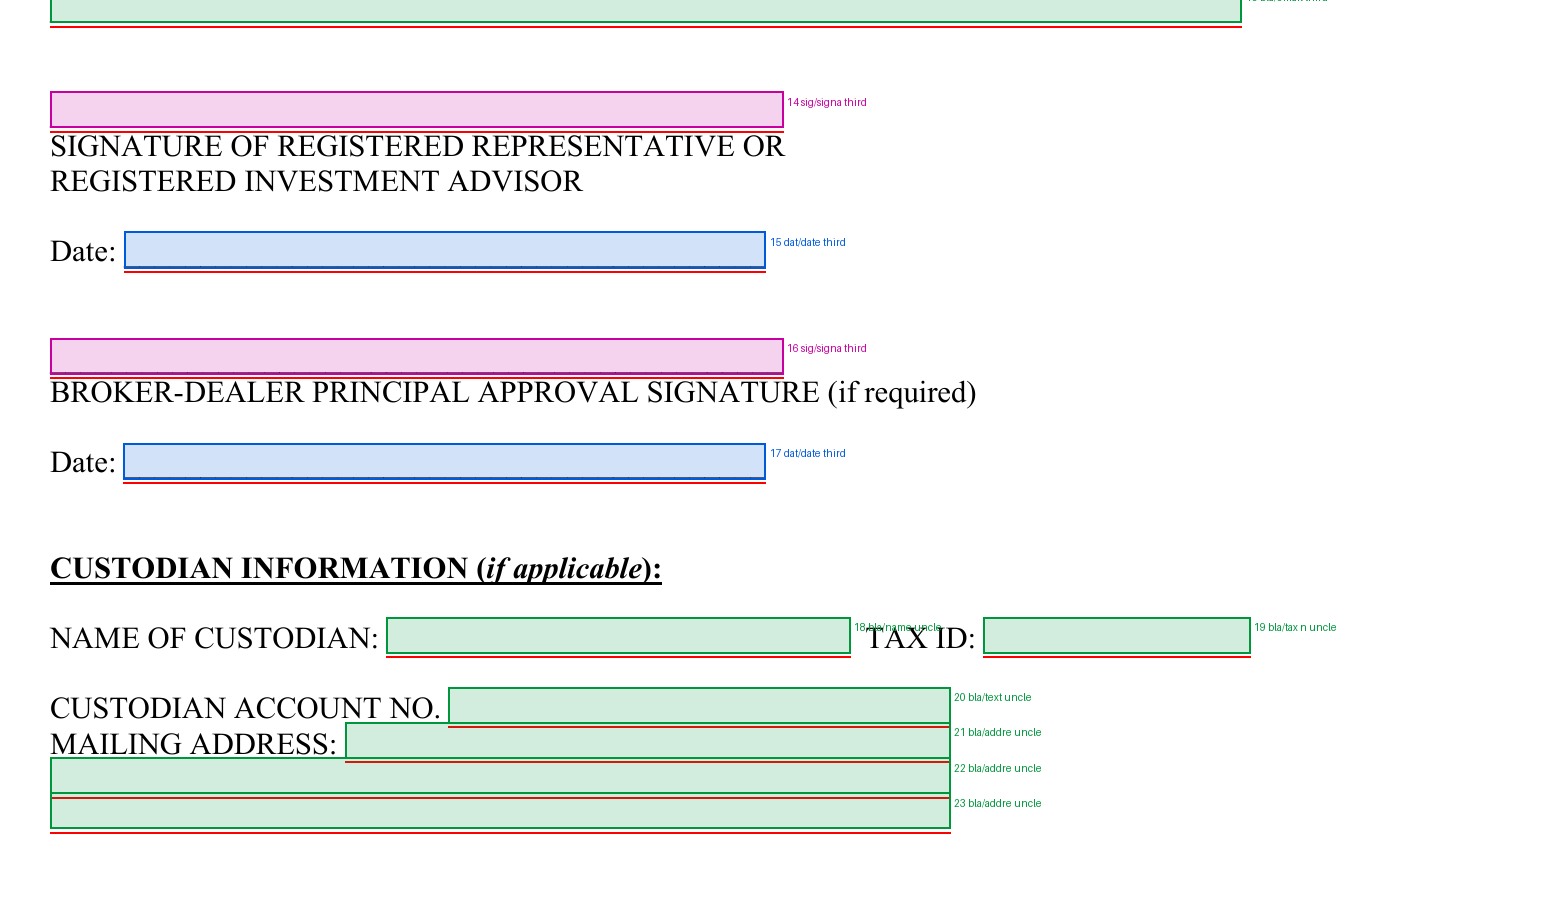 14 sig/signa third
SIGNATURE OF REGISTERED REPRESENTATIVE OR
REGISTERED INVESTMENT ADVISOR
Date: 15 dat/date third
16 sig/signa third
BROKER-DEALER PRINCIPAL APPROVAL SIGNATURE (if required)
Date: 17 dat/date third
CUSTODIAN INFORMATION (if applicable):
NAME OF CUSTODIAN: 18 bla/name uncle TAX ID: 19 bla/tax n uncle
CUSTODIAN ACCOUNT NO. 20 bla/text uncle
MAILING ADDRESS: 21 bla/addre uncle
22 bla/addre uncle
23 bla/addre uncle